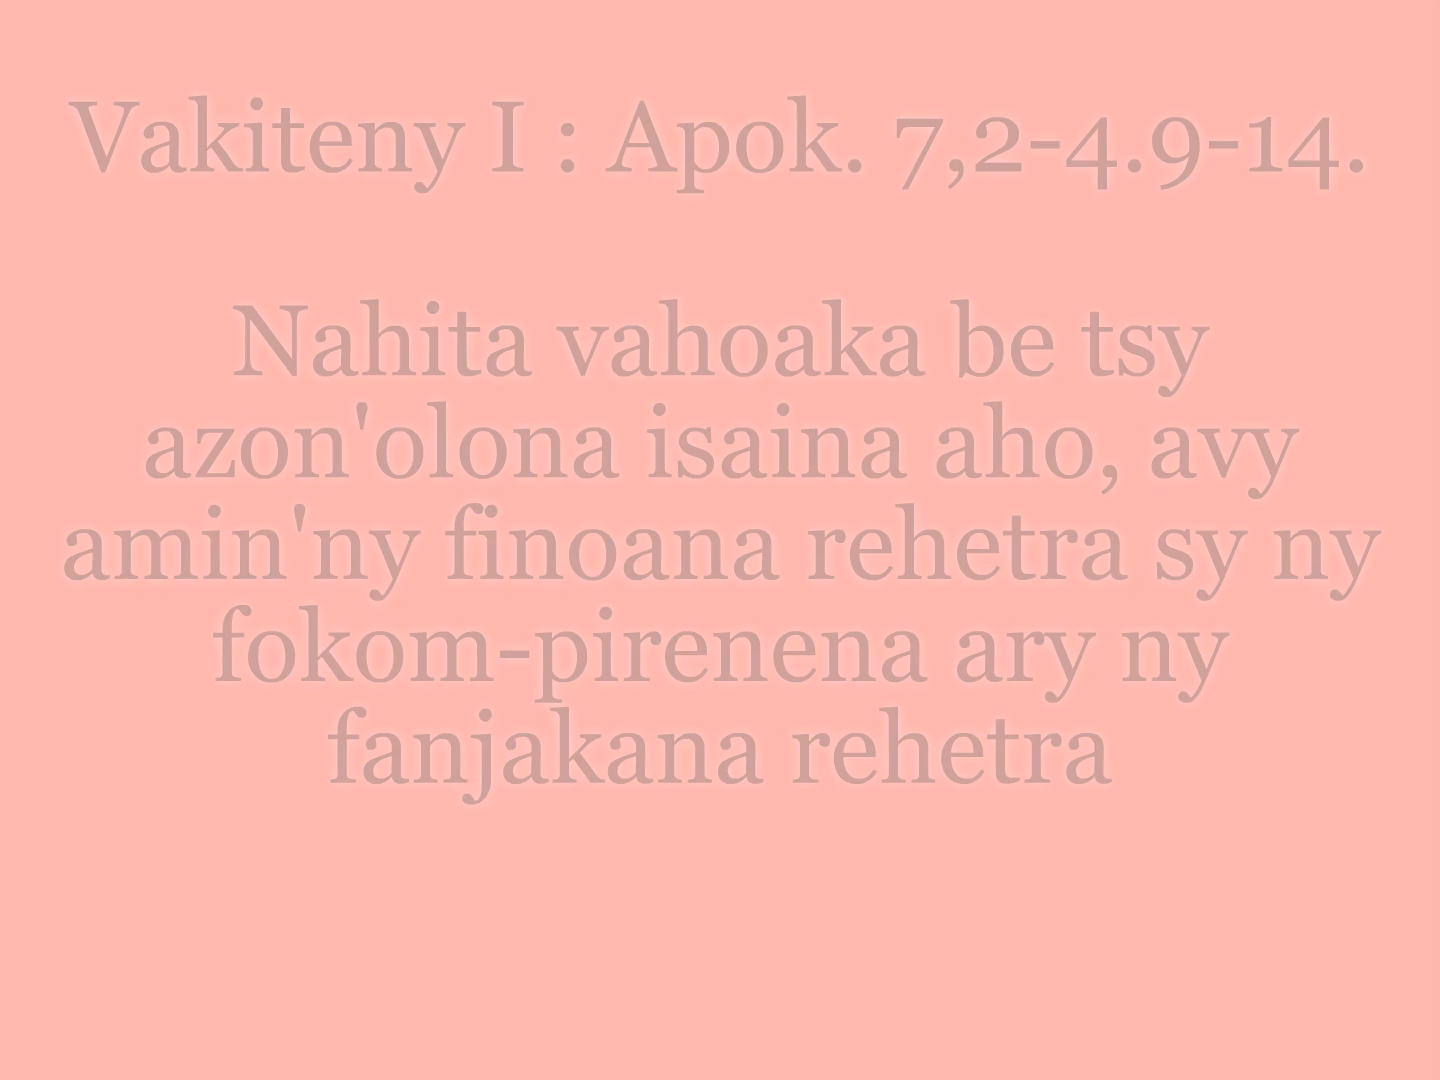 Vakiteny I : Apok. 7,2-4.9-14.
Nahita vahoaka be tsy
azon'olona isaina aho, avy
amin'ny finoana rehetra sy ny
fokom-pirenena ary ny
fanjakana rehetra